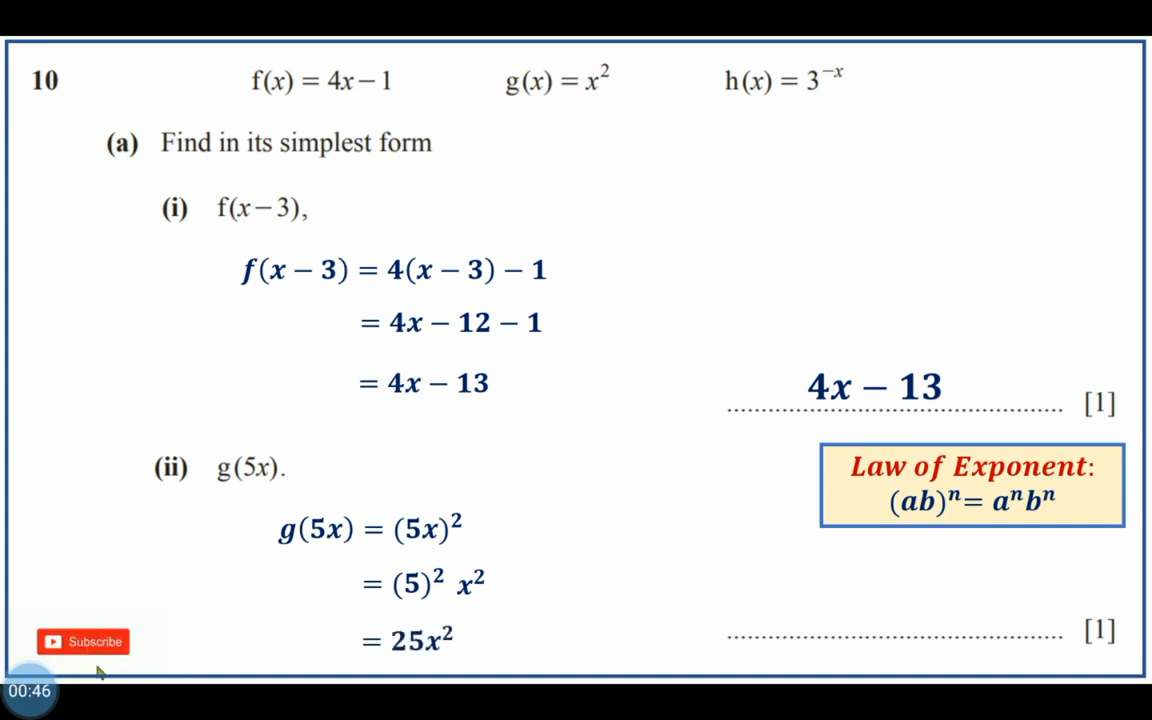 10 f(x) = 4x − 1 g(x) = x² h(x) = 3⁻ˣ
(a) Find in its simplest form
(i) f(x − 3),
f(x − 3) = 4(x − 3) − 1
= 4x − 12 − 1
= 4x − 13
4x − 13
[1]
(ii) g(5x).
Law of Exponent:
(ab)ⁿ= aⁿbⁿ
g(5x) = (5x)²
= (5)² x²
= 25x²
[1]
Subscribe
00:46